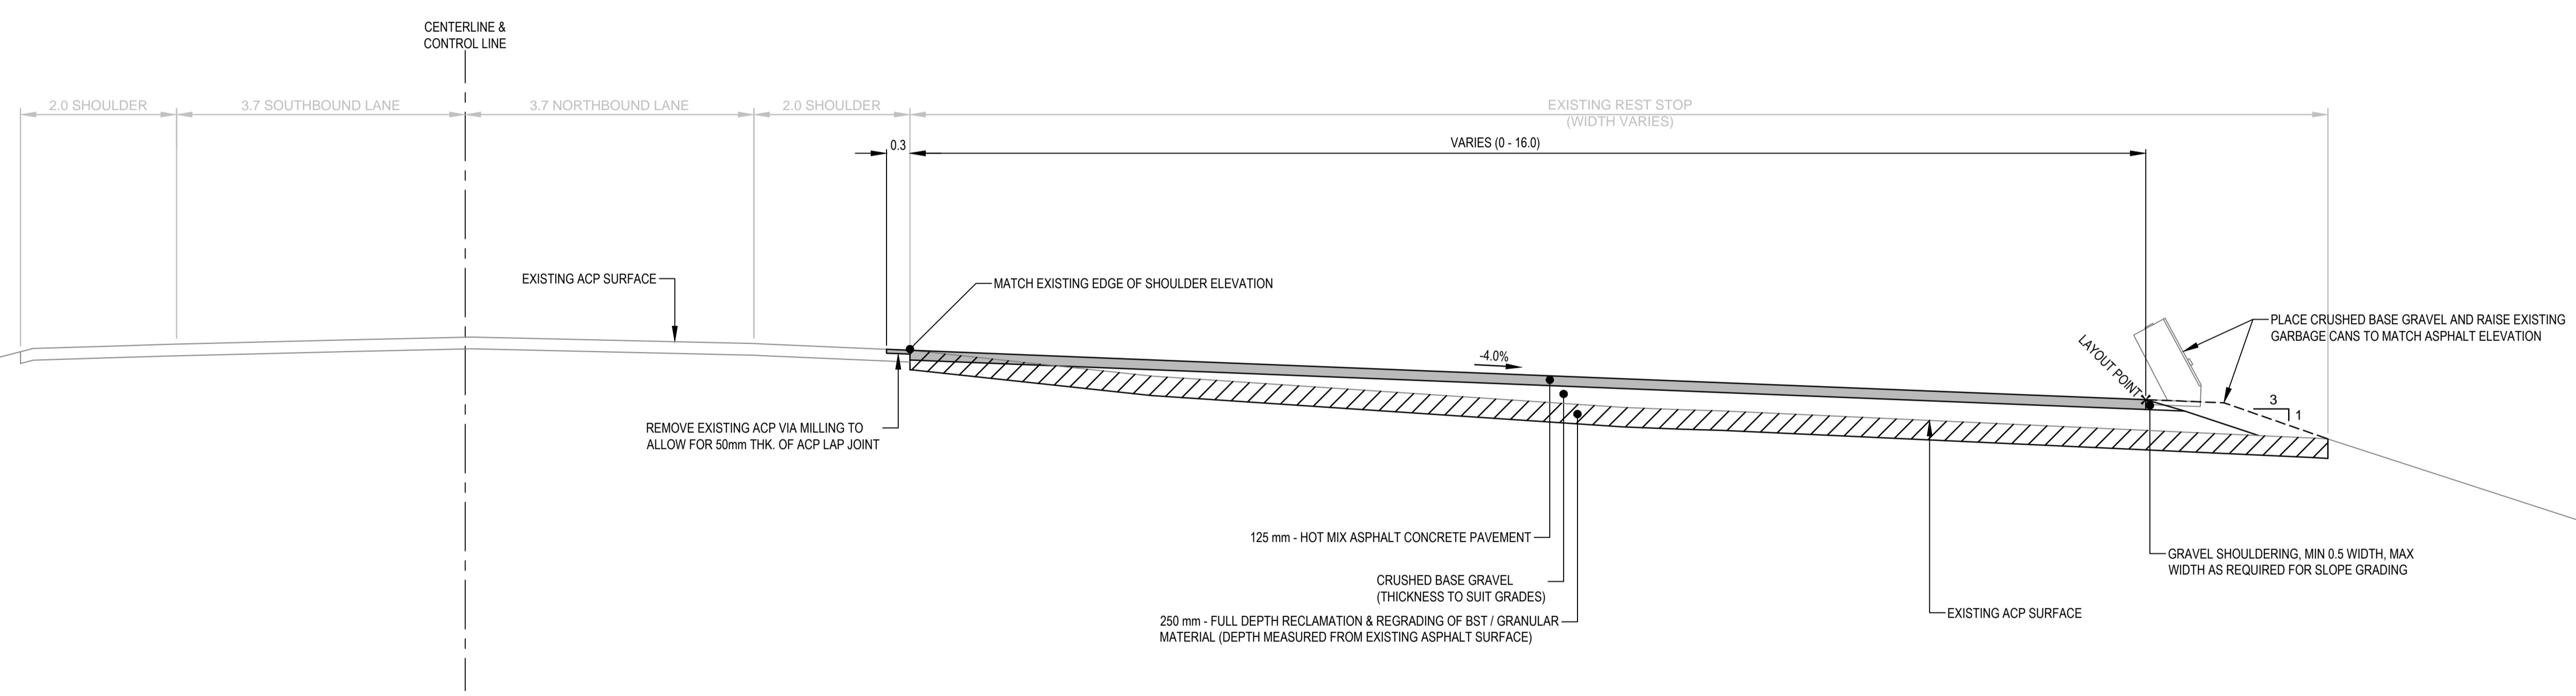 CENTERLINE &
CONTROL LINE
2.0 SHOULDER
3.7 SOUTHBOUND LANE
3.7 NORTHBOUND LANE
2.0 SHOULDER
EXISTING REST STOP
(WIDTH VARIES)
0.3
VARIES (0 - 16.0)
EXISTING ACP SURFACE
MATCH EXISTING EDGE OF SHOULDER ELEVATION
PLACE CRUSHED BASE GRAVEL AND RAISE EXISTING
GARBAGE CANS TO MATCH ASPHALT ELEVATION
-4.0%
LAYOUT POINT
3
1
REMOVE EXISTING ACP VIA MILLING TO
ALLOW FOR 50mm THK. OF ACP LAP JOINT
125 mm - HOT MIX ASPHALT CONCRETE PAVEMENT
GRAVEL SHOULDERING, MIN 0.5 WIDTH, MAX
WIDTH AS REQUIRED FOR SLOPE GRADING
CRUSHED BASE GRAVEL
(THICKNESS TO SUIT GRADES)
EXISTING ACP SURFACE
250 mm - FULL DEPTH RECLAMATION & REGRADING OF BST / GRANULAR
MATERIAL (DEPTH MEASURED FROM EXISTING ASPHALT SURFACE)